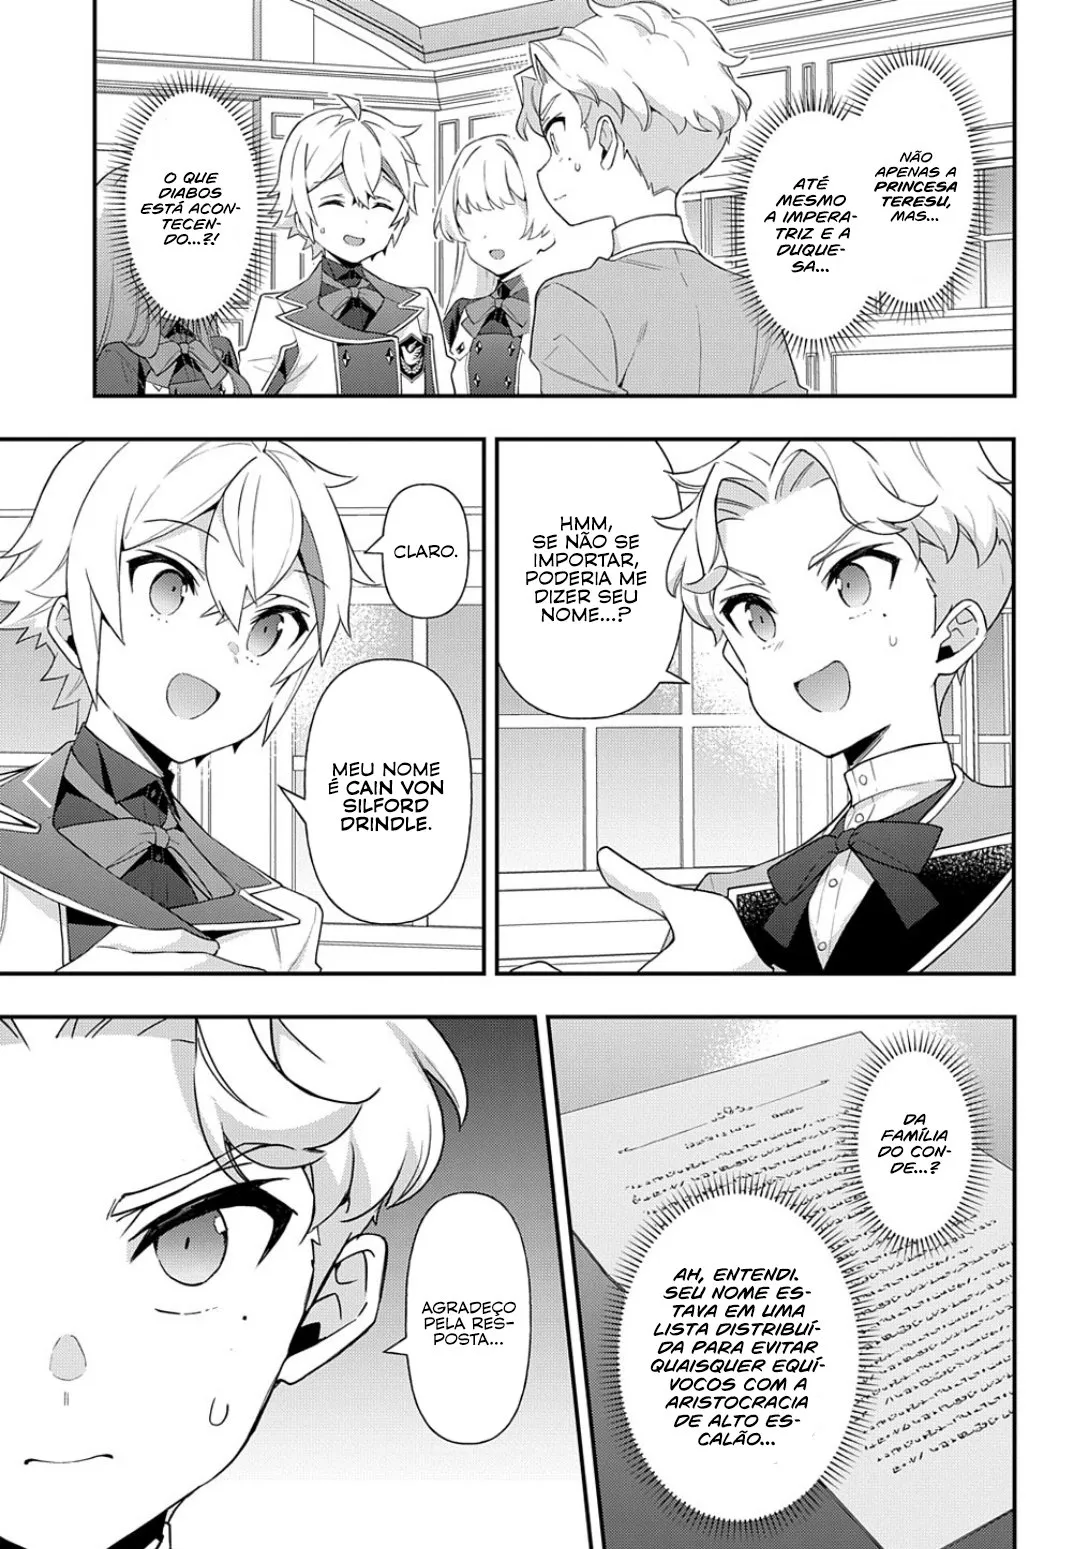 NÃO
APENAS A
PRINCESA
TERESU,
MAS...
ATÉ
MESMO
A IMPERA-
TRIZ E A
DUQUE-
SA...
O QUE
DIABOS
ESTÁ ACON-
TECEN-
DO...?!
HMM,
SE NÃO SE
IMPORTAR,
PODERIA ME
DIZER SEU
NOME...?
CLARO.
MEU NOME
É CAIN VON
SILFORD
DRINDLE.
DA
FAMÍLIA
DO CON-
DE...?
AH, ENTENDI.
SEU NOME ES-
TAVA EM UMA
LISTA DISTRIBUÍ-
DA PARA EVITAR
QUAISQUER EQUÍ-
VOCOS COM A
ARISTOCRACIA
DE ALTO ES-
CALÃO...
AGRADEÇO
PELA RES-
POSTA...